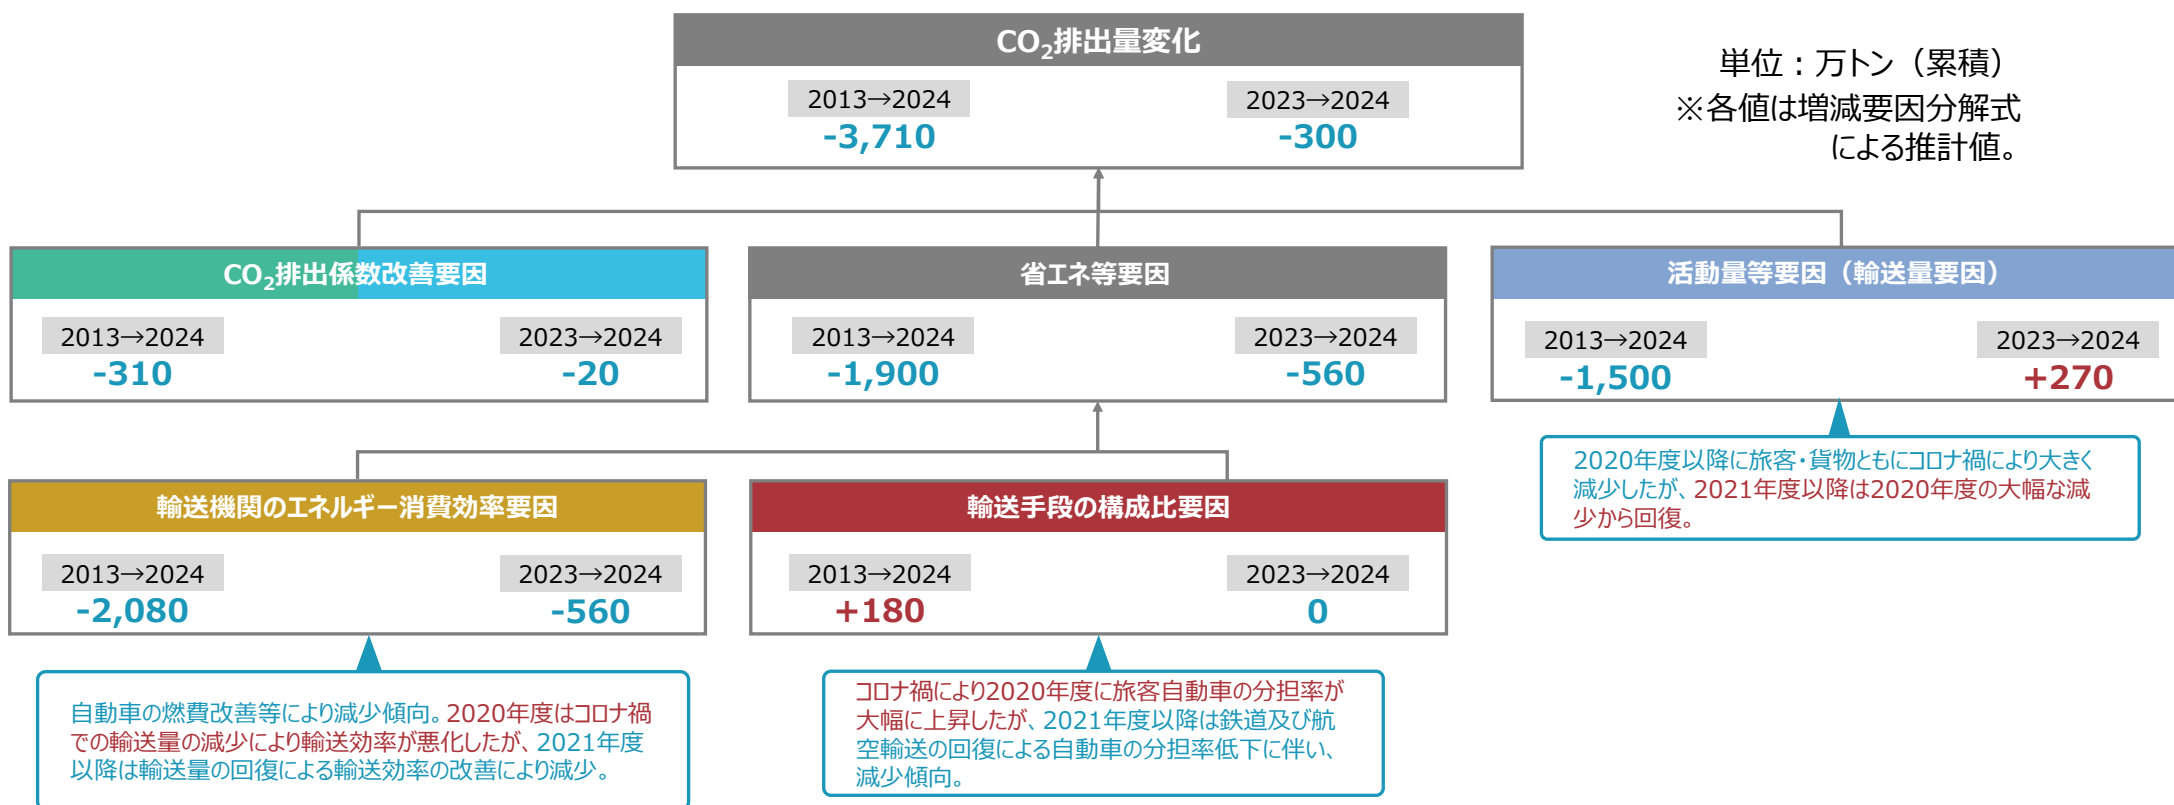 CO₂排出量変化
2013→2024
-3,710
2023→2024
-300
単位：万トン（累積）
※各値は増減要因分解式
による推計値。
CO₂排出係数改善要因
2013→2024
-310
2023→2024
-20
省エネ等要因
2013→2024
-1,900
2023→2024
-560
活動量等要因（輸送量要因）
2013→2024
-1,500
2023→2024
+270
2020年度以降に旅客・貨物ともにコロナ禍により大きく
減少したが、2021年度以降は2020年度の大幅な減
少から回復。
輸送機関のエネルギー消費効率要因
2013→2024
-2,080
2023→2024
-560
輸送手段の構成比要因
2013→2024
+180
2023→2024
0
自動車の燃費改善等により減少傾向。2020年度はコロナ禍
での輸送量の減少により輸送効率が悪化したが、2021年度
以降は輸送量の回復による輸送効率の改善により減少。
コロナ禍により2020年度に旅客自動車の分担率が
大幅に上昇したが、2021年度以降は鉄道及び航
空輸送の回復による自動車の分担率低下に伴い、
減少傾向。